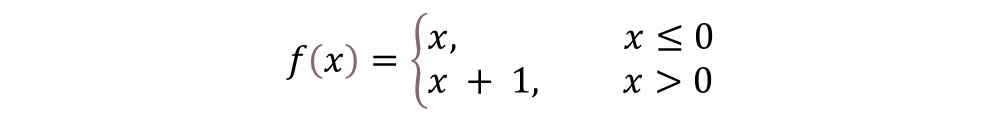 f(x) = { x, x ≤ 0
x + 1, x > 0